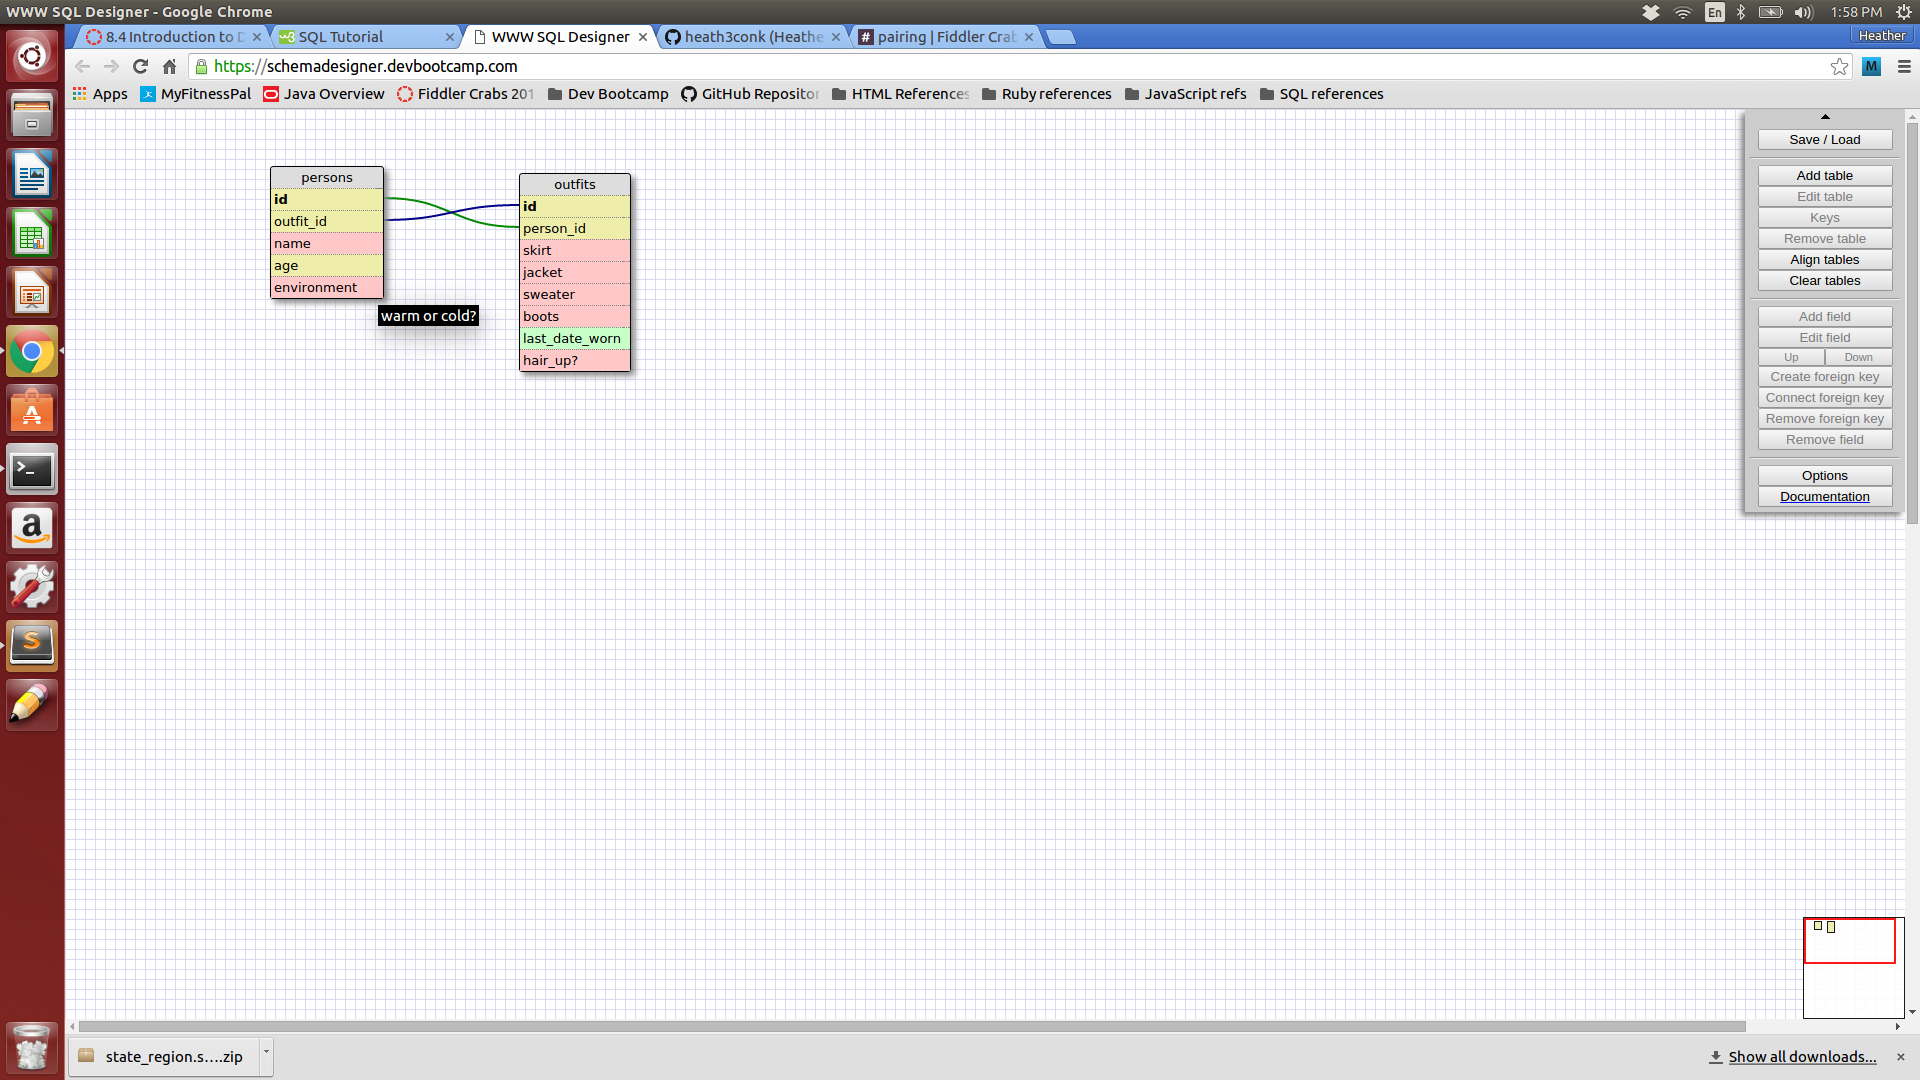 WWW SQL Designer - Google Chrome
En
1:58 PM
8.4 Introduction to D
SQL Tutorial
WWW SQL Designer
heath3conk (Heathe
pairing | Fiddler Crab
Heather
https://schemadesigner.devbootcamp.com
M
Apps
MyFitnessPal
Java Overview
Fiddler Crabs 201
Dev Bootcamp
GitHub Repositor
HTML References
Ruby references
JavaScript refs
SQL references
persons
id
outfit_id
name
age
environment
warm or cold?
outfits
id
person_id
skirt
jacket
sweater
boots
last_date_worn
hair_up?
Save / Load
Add table
Edit table
Keys
Remove table
Align tables
Clear tables
Add field
Edit field
Up
Down
Create foreign key
Connect foreign key
Remove foreign key
Remove field
Options
Documentation
state_region.s....zip
Show all downloads...